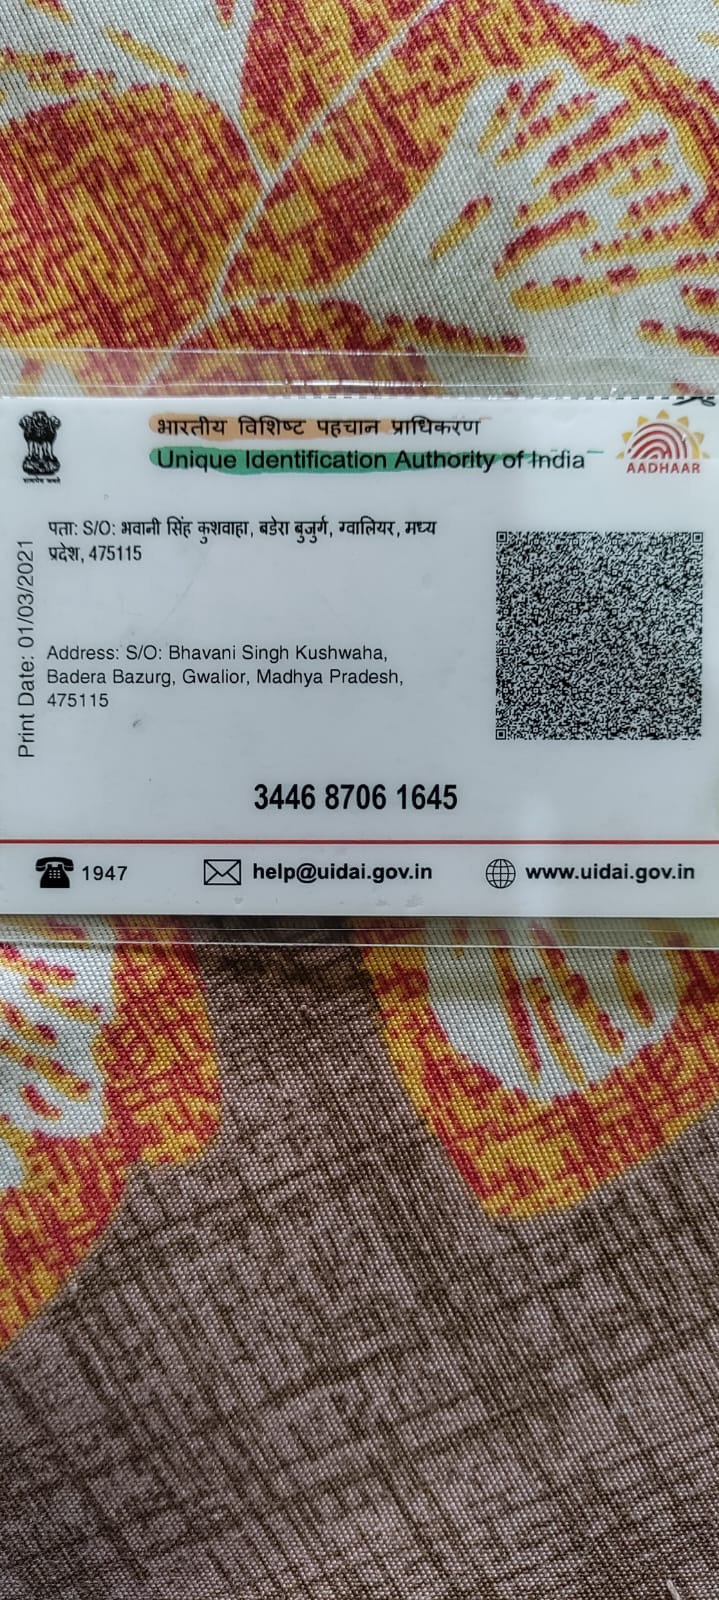 भारतीय विशिष्ट पहचान प्राधिकरण
Unique Identification Authority of India
AADHAAR
पता: S/O: भवानी सिंह कुशवाहा, बडेरा बुजुर्ग, ग्वालियर, मध्य
प्रदेश, 475115
Print Date: 01/03/2021
Address: S/O: Bhavani Singh Kushwaha,
Badera Bazurg, Gwalior, Madhya Pradesh,
475115
3446 8706 1645
1947
help@uidai.gov.in
www.uidai.gov.in